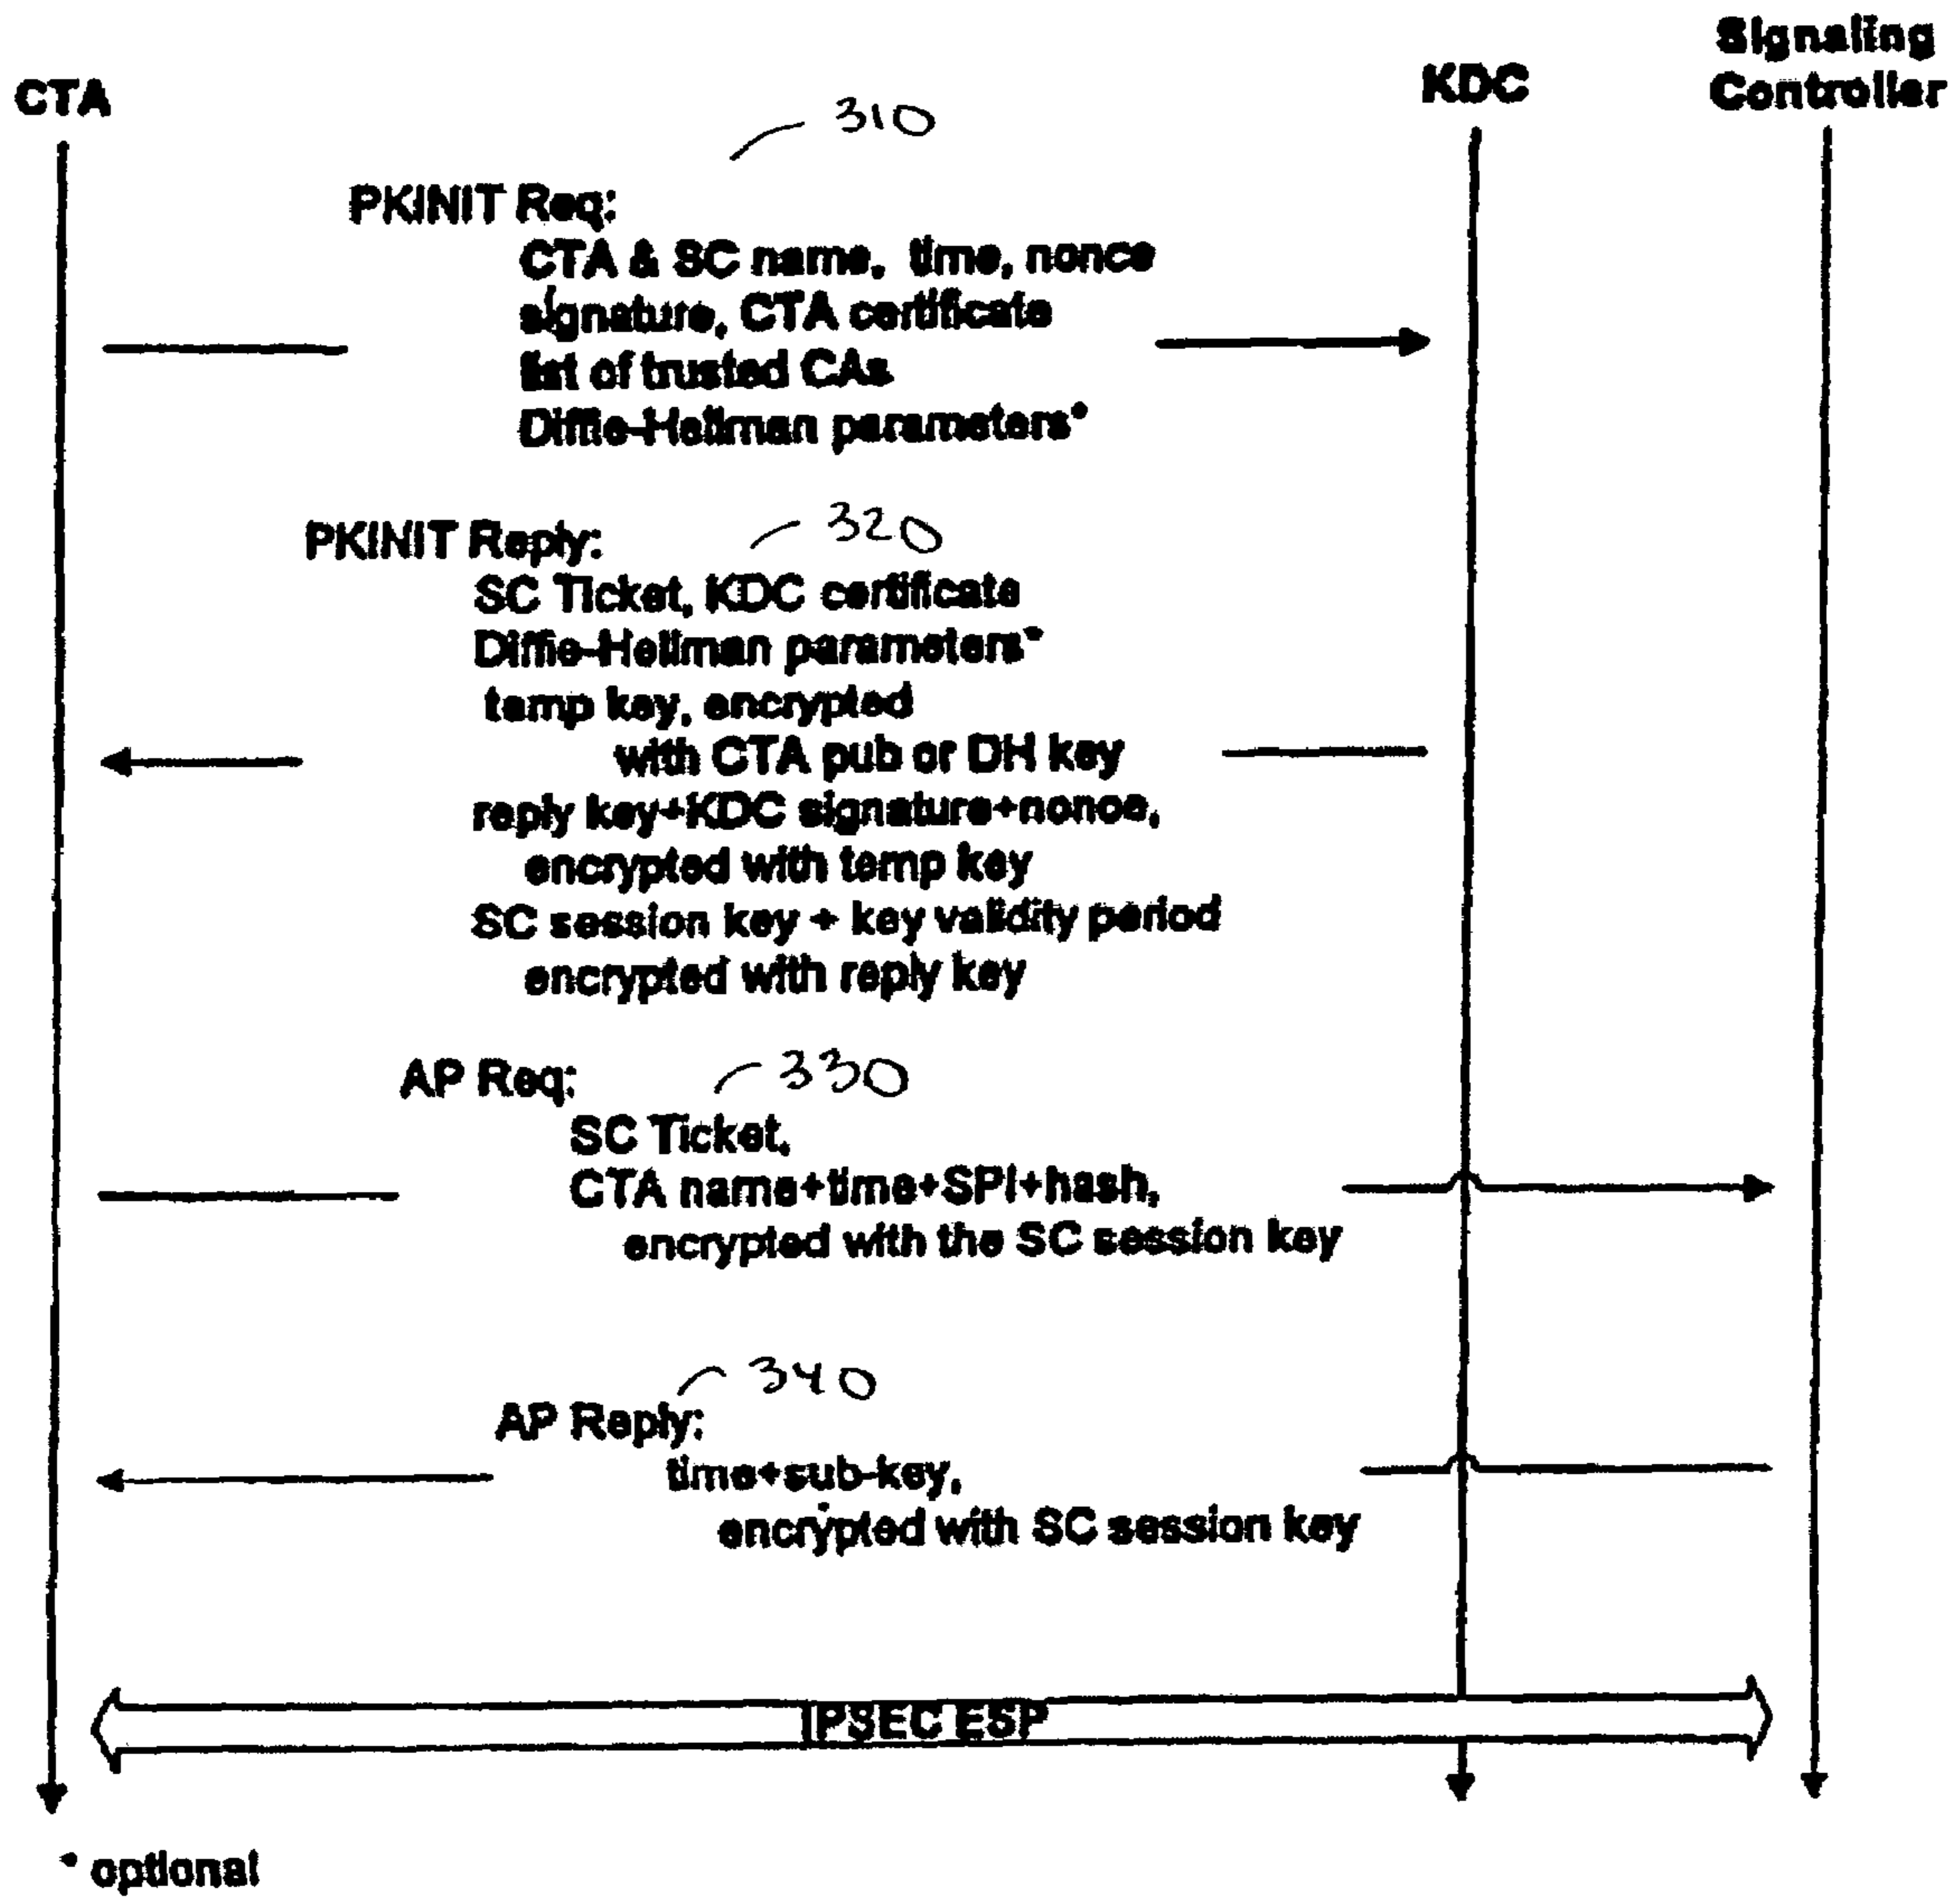 Signaling
Controller
CTA
KDC
310
PKINIT Req:
CTA & SC name, time, nonce
signature, CTA certificate
list of trusted CAs
Diffie-Hellman parameters*
320
PKINIT Reply:
SC Ticket, KDC certificate
Diffie-Hellman parameters*
temp key, encrypted
with CTA pub or DH key
reply key+KDC signature+nonce,
encrypted with temp key
SC session key + key validity period
encrypted with reply key
330
AP Req:
SC Ticket,
CTA name+time+SPI+hash,
encrypted with the SC session key
340
AP Reply:
time+sub-key,
encrypted with SC session key
IPSEC ESP
* optional